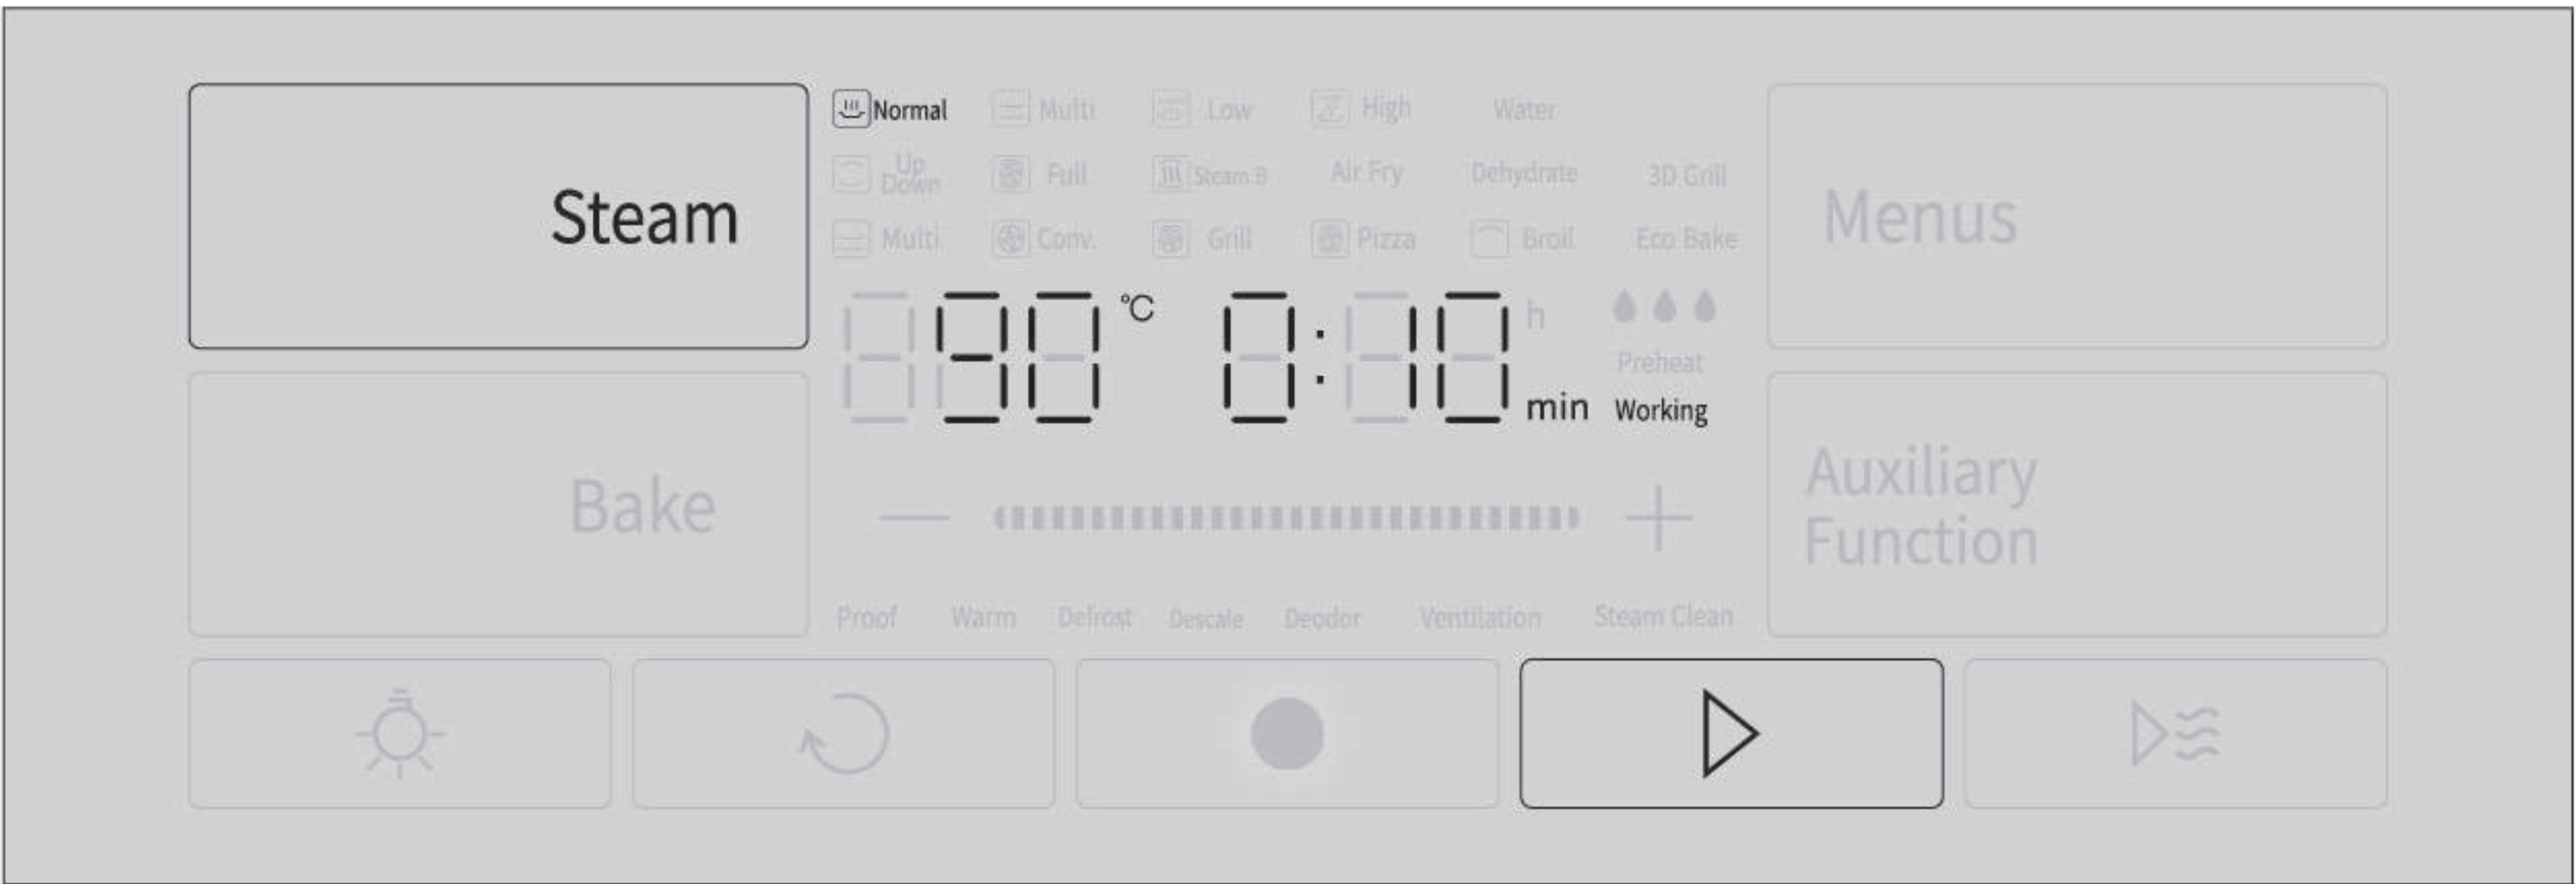 Steam
Normal Multi Low High Water
Up Down Full Steam.B Air Fry Dehydrate 3D Grill
Multi Conv. Grill Pizza Broil Eco Bake
90 ℃ 0:10 h min
Preheat
Working
Menus
Bake
Auxiliary
Function
Proof Warm Defrost Descale Deodor Ventilation Steam Clean